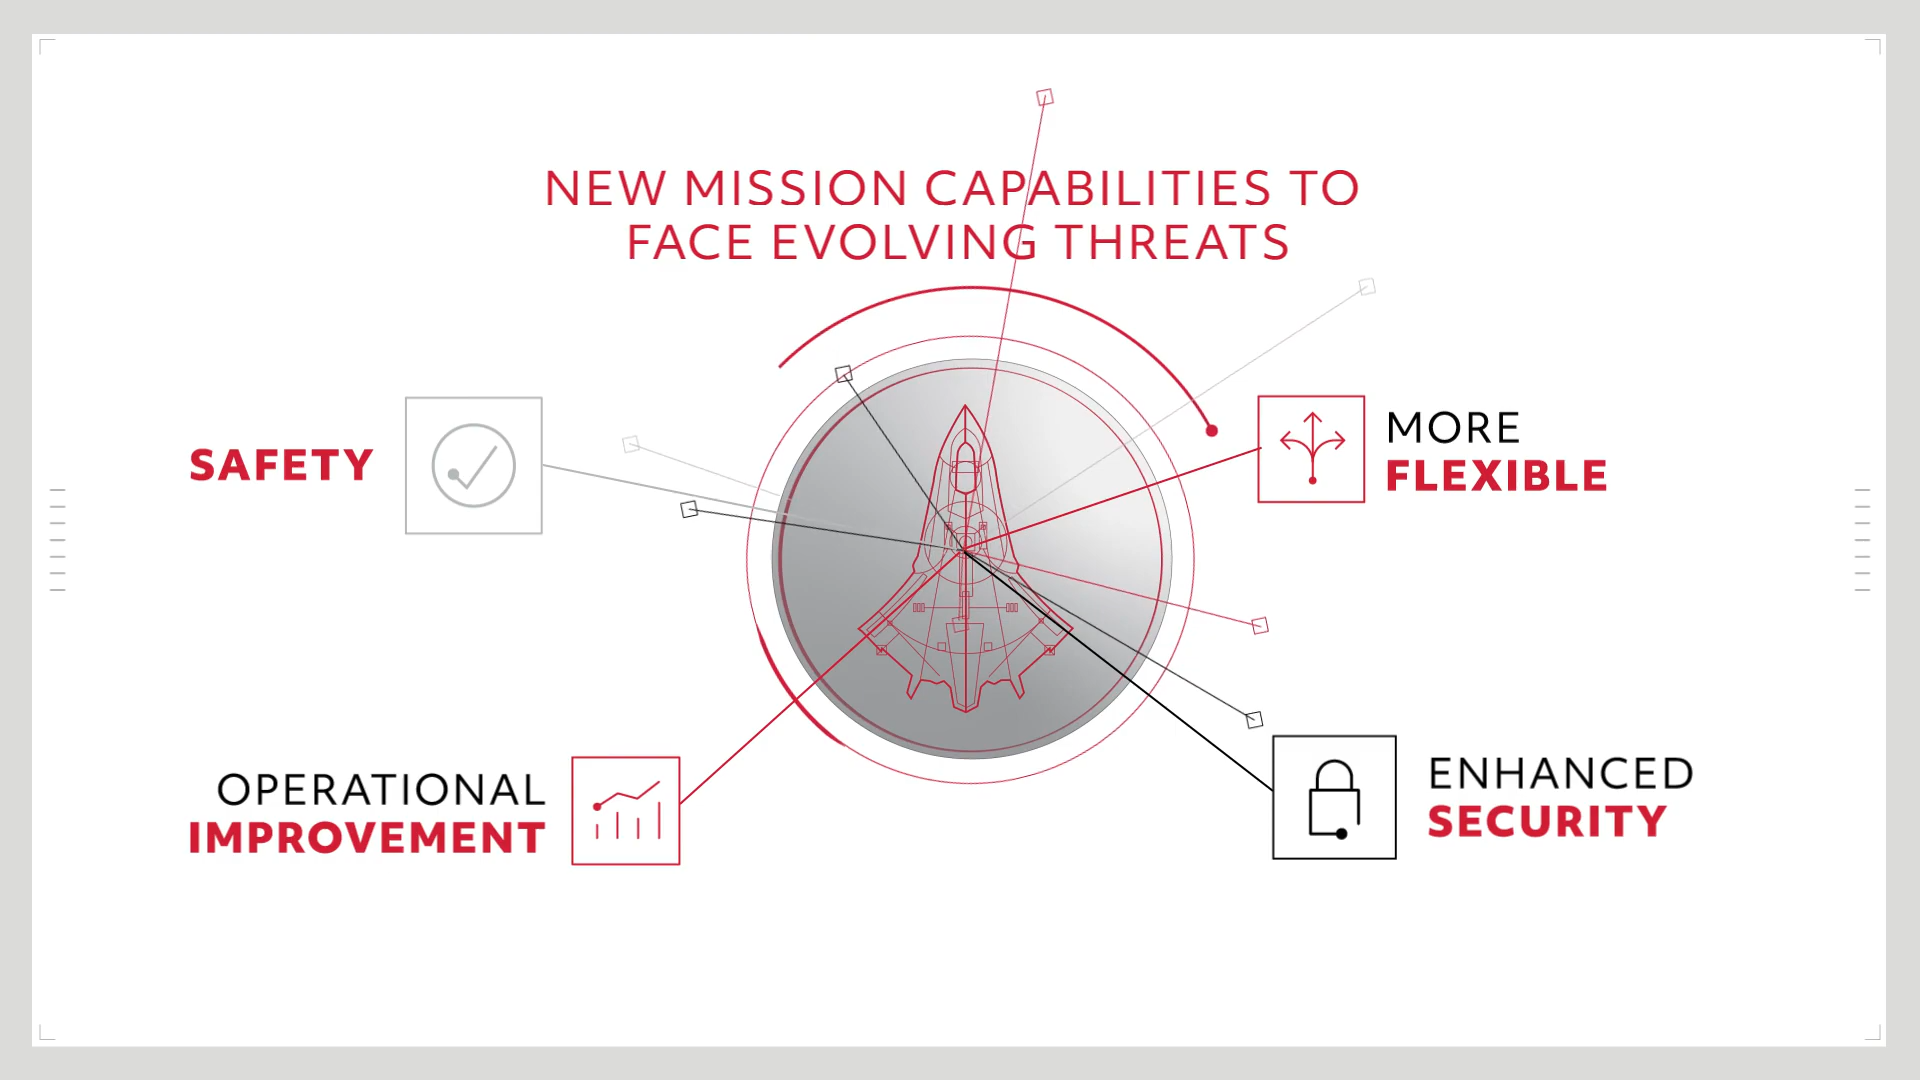 NEW MISSION CAPABILITIES TO
FACE EVOLVING THREATS
SAFETY
MORE
FLEXIBLE
OPERATIONAL
IMPROVEMENT
ENHANCED
SECURITY